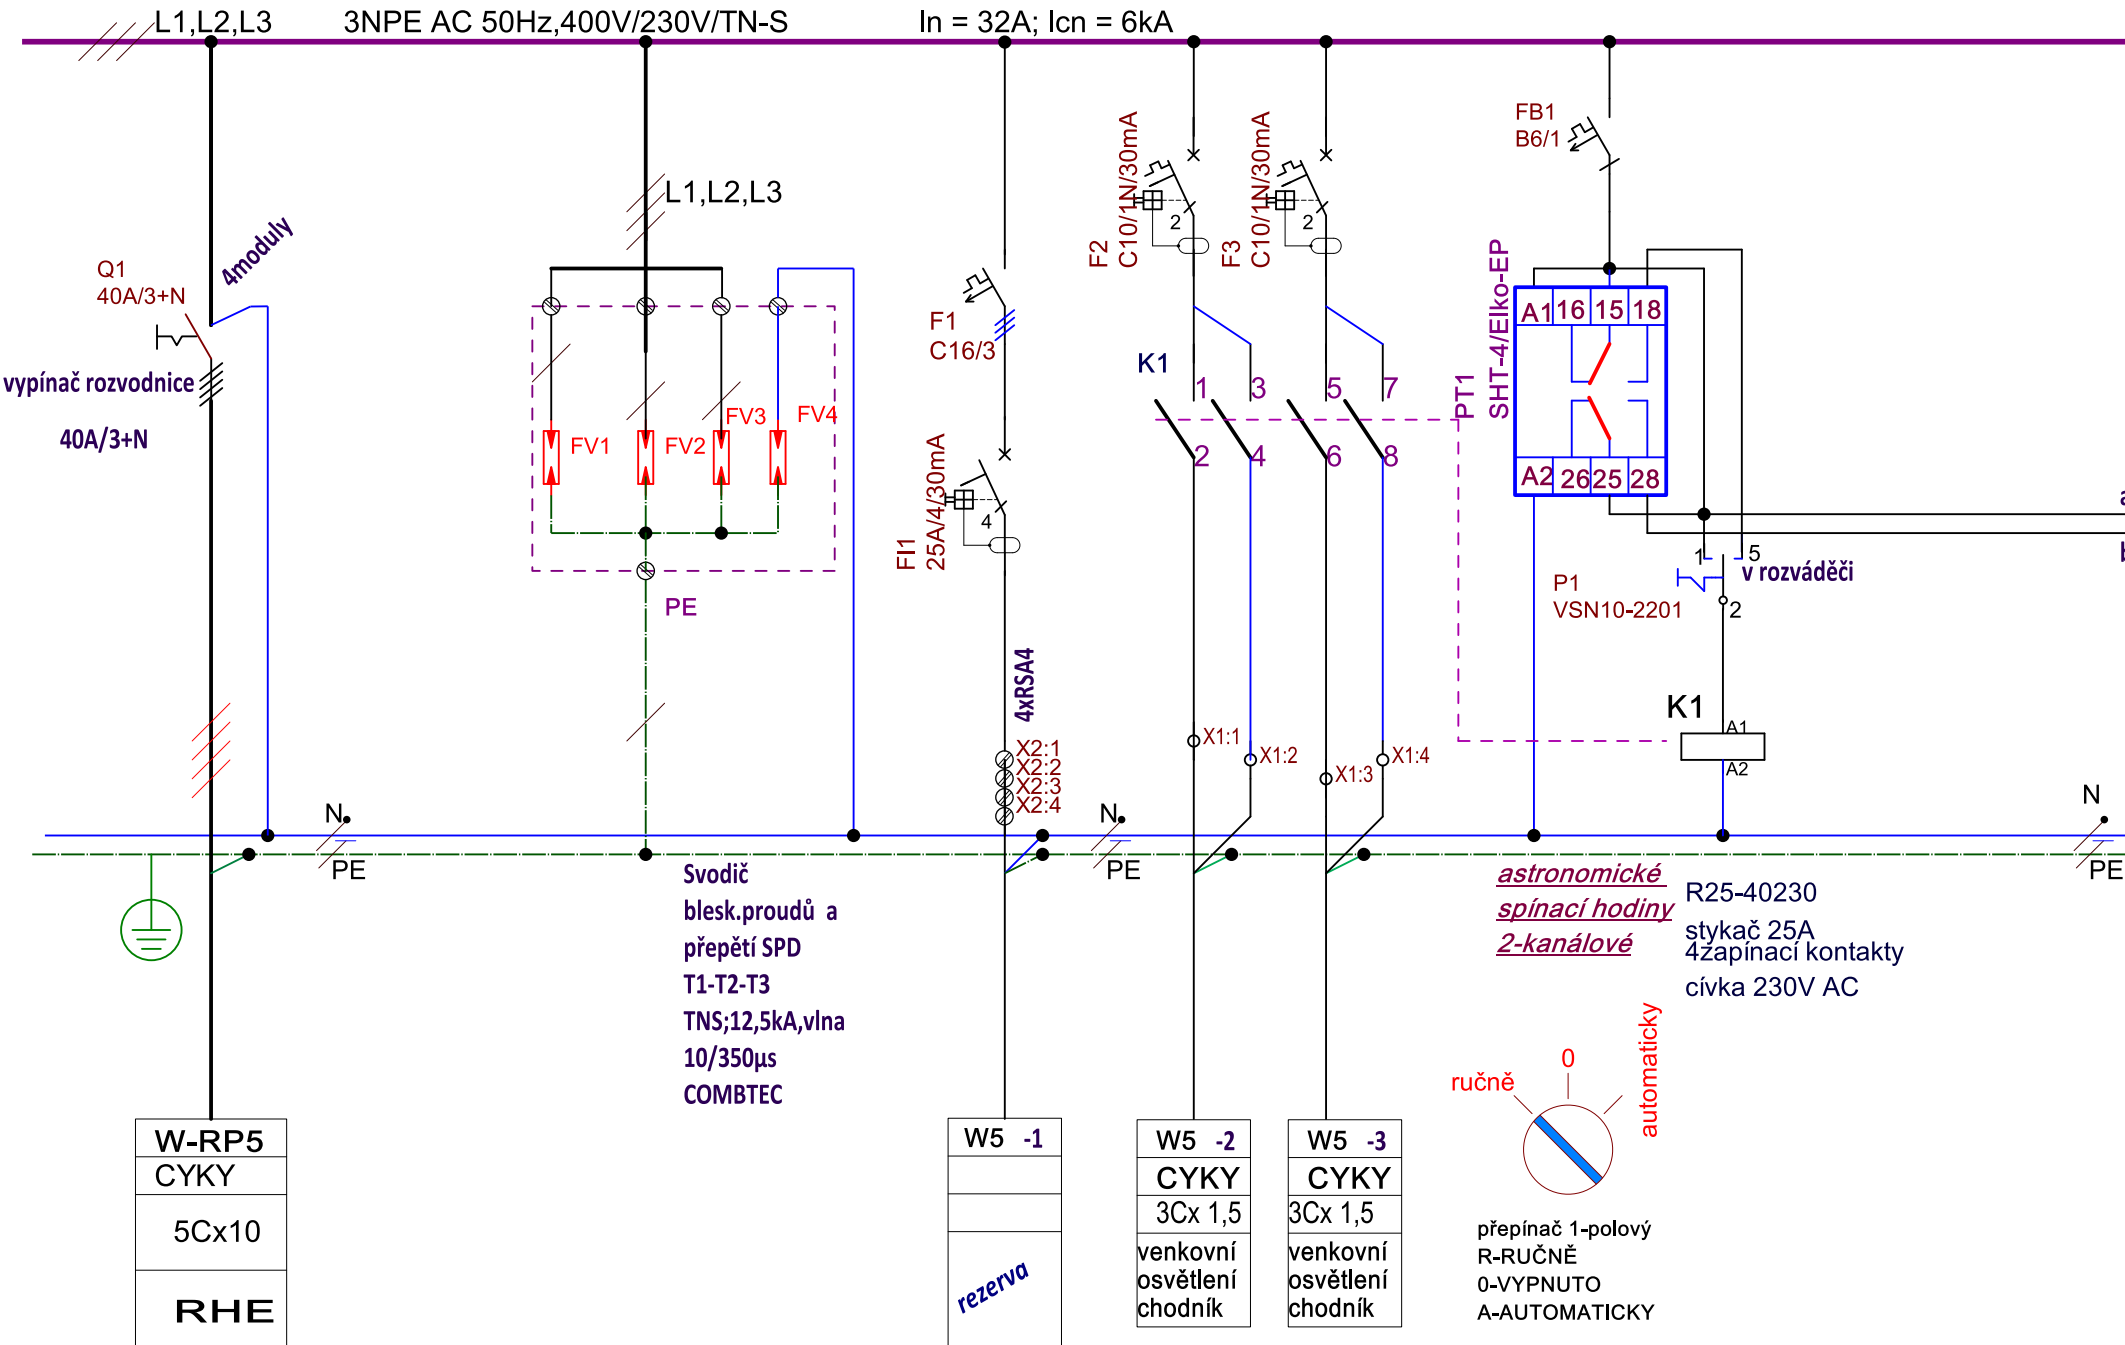 L1,L2,L3 3NPE AC 50Hz,400V/230V/TN-S In = 32A; Icn = 6kA
Q1
40A/3+N
4moduly
vypínač rozvodnice
40A/3+N
L1,L2,L3
FV1
FV2
FV3
FV4
PE
F1
C16/3
FI1
25A/4/30mA
4
4xRSA4
X2:1
X2:2
X2:3
X2:4
F2
C10/1N/30mA
2
F3
C10/1N/30mA
2
K1
1 3 5 7
2 4 6 8
X1:1
X1:2
X1:3
X1:4
FB1
B6/1
PT1
SHT-4/Elko-EP
A1 16 15 18
A2 26 25 28
a
b
1 5
v rozváděči
P1
VSN10-2201
2
K1
A1
A2
N
PE
N
PE
N
PE
Svodič
blesk.proudů a
přepětí SPD
T1-T2-T3
TNS;12,5kA,vlna
10/350µs
COMBTEC
astronomické
spínací hodiny
2-kanálové
R25-40230
stykač 25A
4zapínací kontakty
cívka 230V AC
ručně
0
automaticky
přepínač 1-polový
R-RUČNĚ
0-VYPNUTO
A-AUTOMATICKY
W-RP5
CYKY
5Cx10
RHE
W5 -1
rezerva
W5 -2
CYKY
3Cx 1,5
venkovní
osvětlení
chodník
W5 -3
CYKY
3Cx 1,5
venkovní
osvětlení
chodník